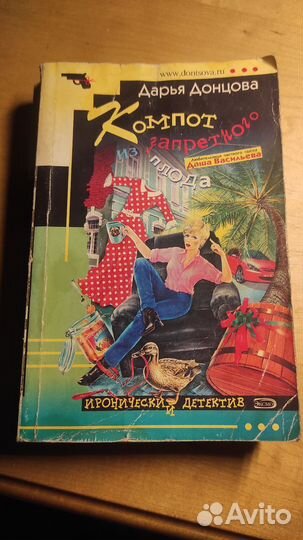 www.dontsova.ru
Дарья Донцова
Компот
из запретного
плода
Любительница частного сыска
Даша Васильева
ИРОНИЧЕСКИЙ ДЕТЕКТИВ
ЭКСМО
Avito